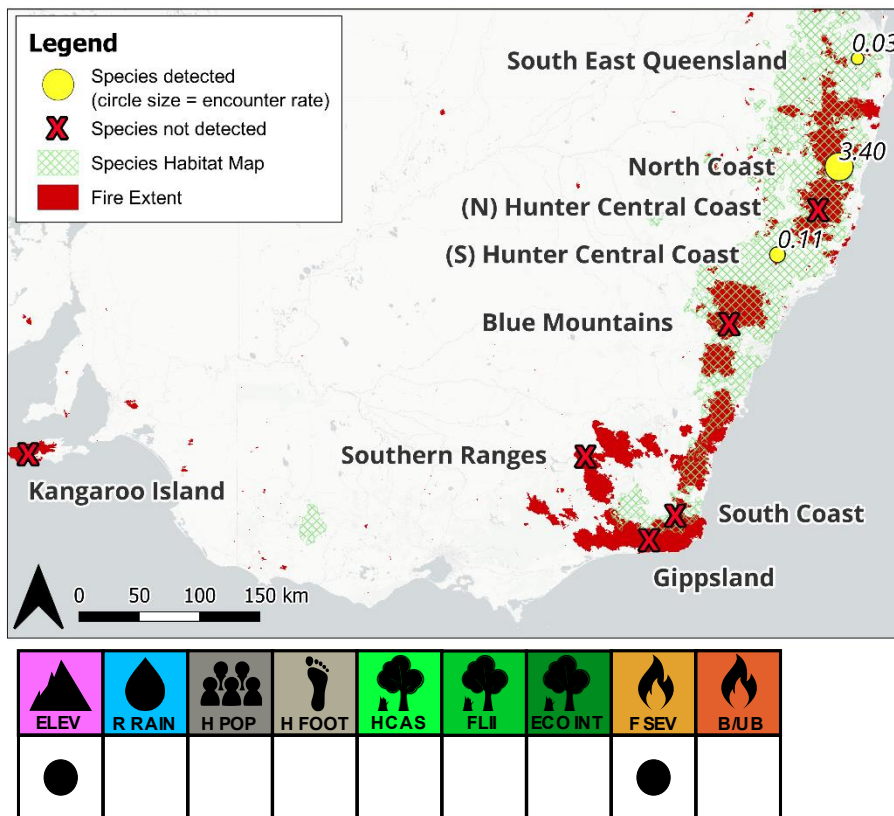 Legend
Species detected
(circle size = encounter rate)
Species not detected
Species Habitat Map
Fire Extent
0.03
South East Queensland
3.40
North Coast
(N) Hunter Central Coast
0.11
(S) Hunter Central Coast
Blue Mountains
Southern Ranges
Kangaroo Island
South Coast
Gippsland
0 50 100 150 km
ELEV R RAIN H POP H FOOT HCAS FLII ECO INT F SEV B/UB